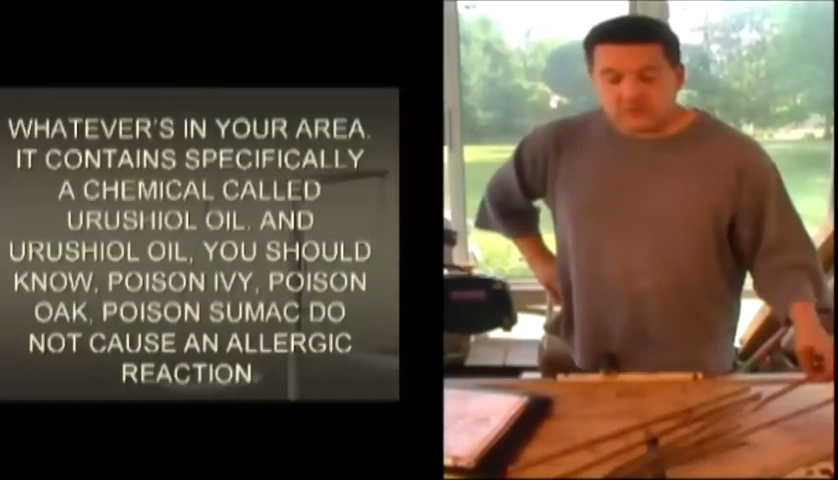 WHATEVER'S IN YOUR AREA.
IT CONTAINS SPECIFICALLY
A CHEMICAL CALLED
URUSHIOL OIL. AND
URUSHIOL OIL, YOU SHOULD
KNOW, POISON IVY, POISON
OAK, POISON SUMAC DO
NOT CAUSE AN ALLERGIC
REACTION